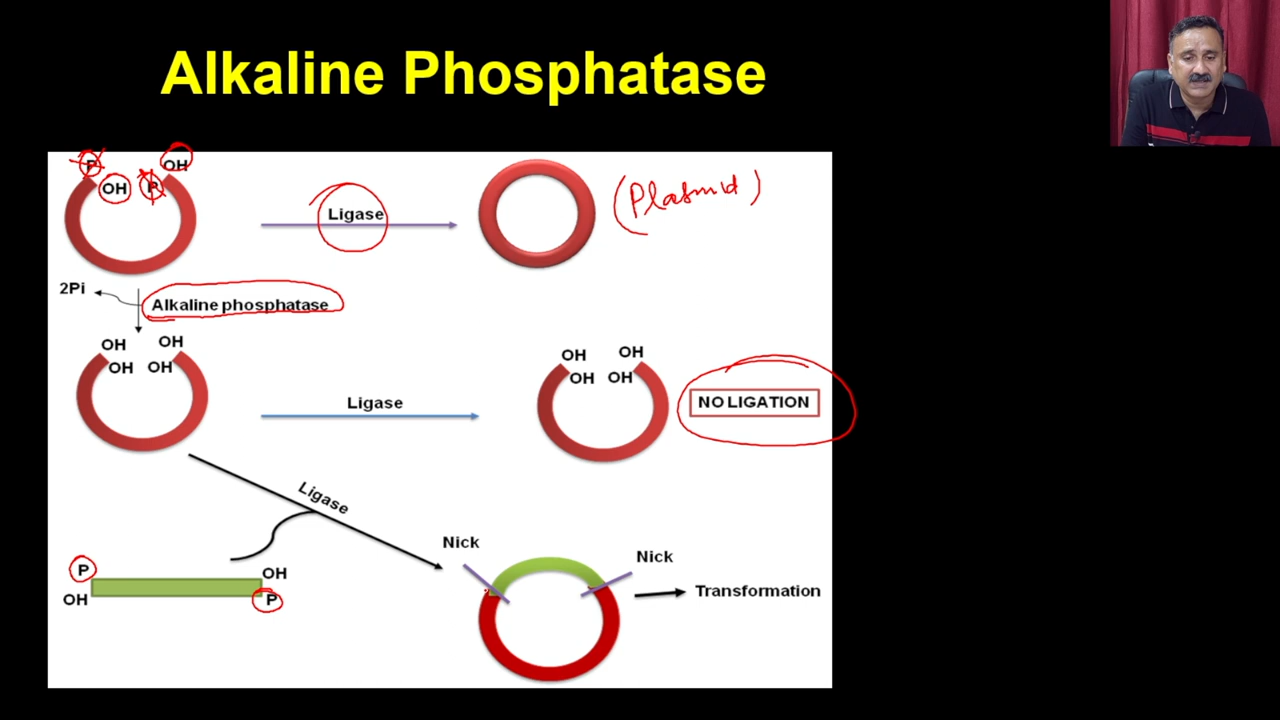 Alkaline Phosphatase
P OH
OH P
Ligase
(Plasmid)
2Pi
Alkaline phosphatase
OH OH
OH OH
Ligase
OH OH
OH OH
NO LIGATION
Ligase
Nick
Nick
P
OH
OH
P
Transformation